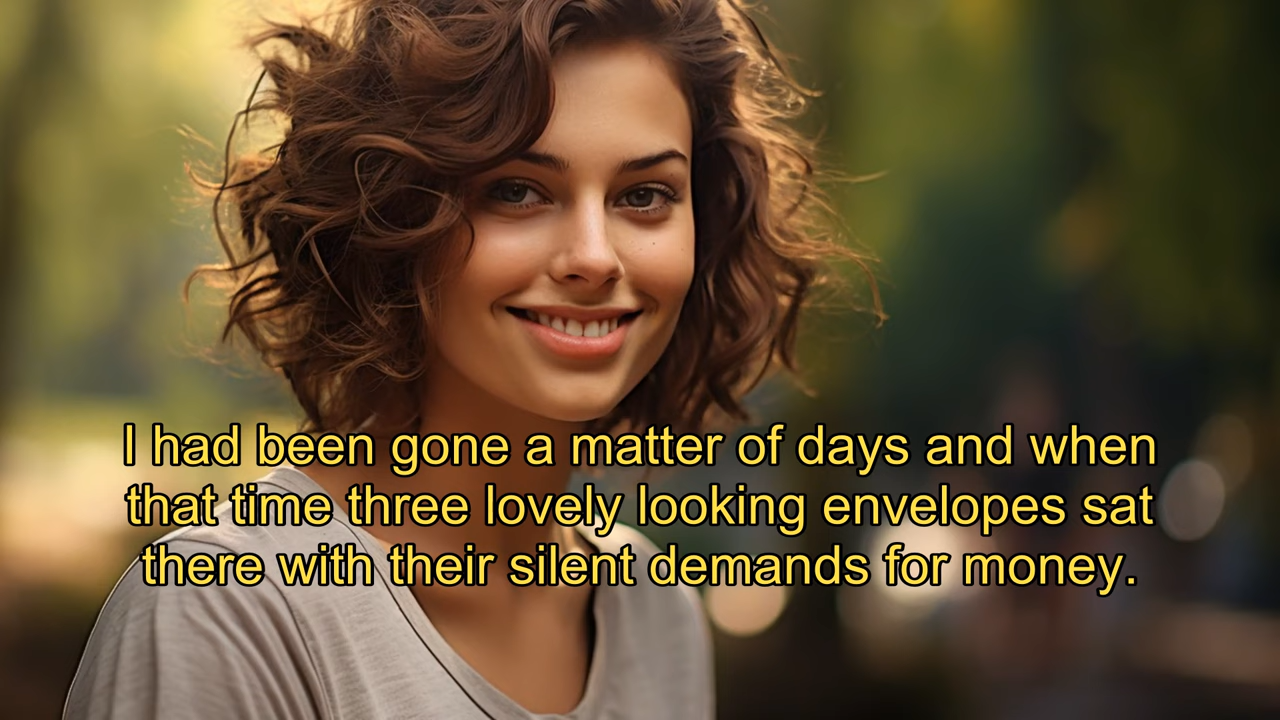 I had been gone a matter of days and when
that time three lovely looking envelopes sat
there with their silent demands for money.